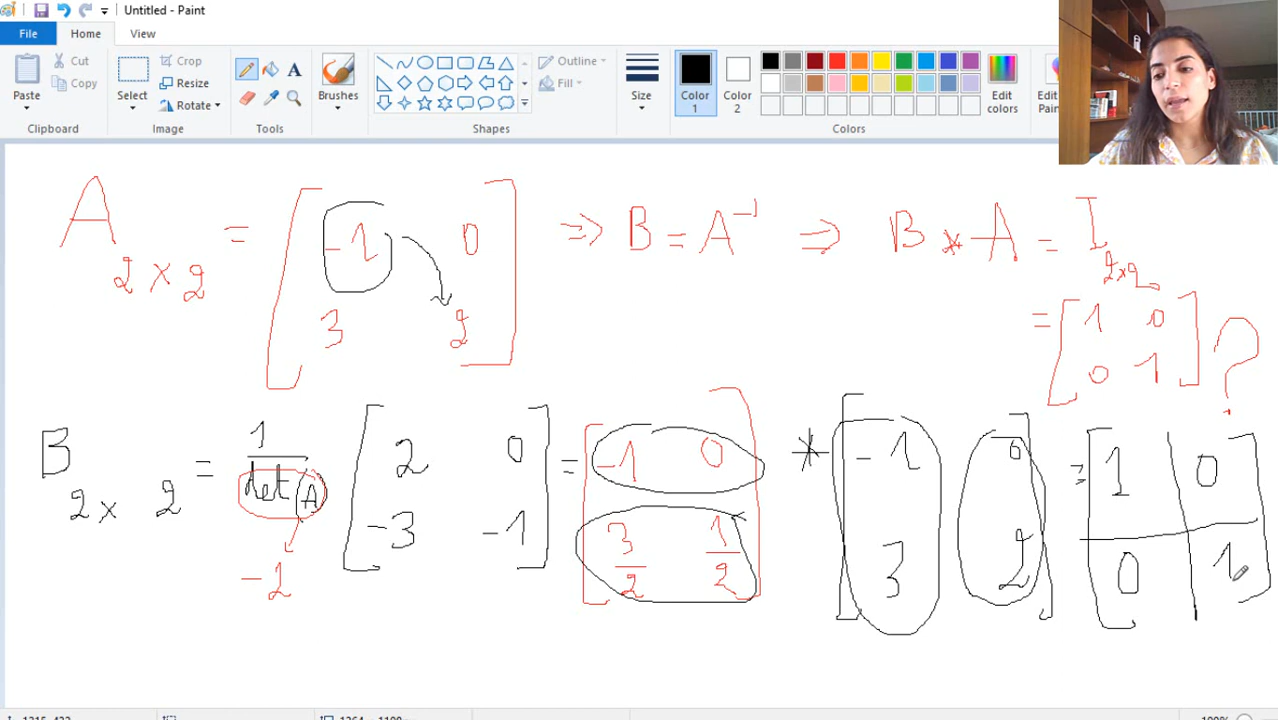 Untitled - Paint
File Home View
Cut
Copy
Paste
Clipboard
Select
Crop
Resize
Rotate
Image
A
Tools
Brushes
Outline
Fill
Shapes
Size
Color 1
Color 2
Edit colors
Colors
A 2 x 2 = [ -1 0
3 2 ] => B = A^-1 => B * A = I 2x2
= [ 1 0
0 1 ] ?
B 2 x 2 = 1 / det A [ 2 0
-3 -1 ] = [ -1 0
3/2 1/2 ] * [ -1 0
3 2 ] = [ 1 0
0 1 ]
-2
100%